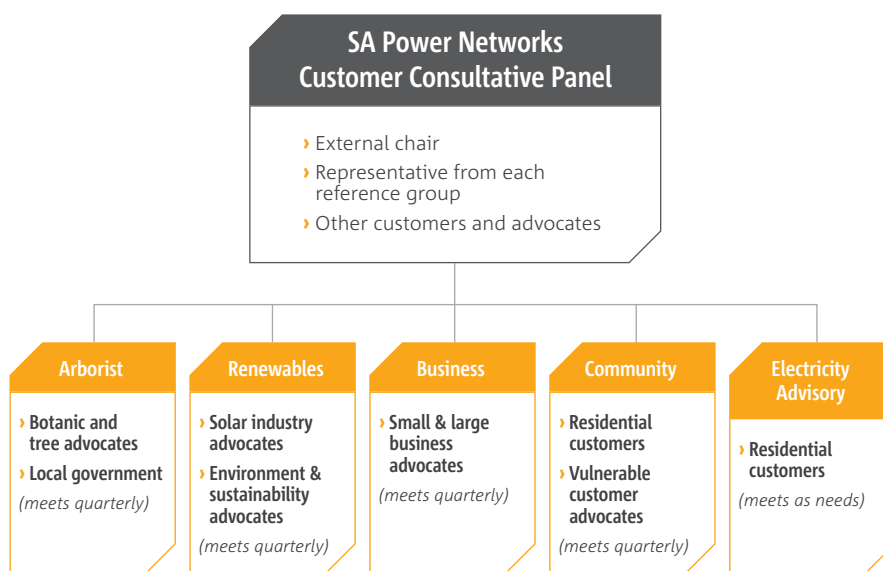 SA Power Networks
Customer Consultative Panel
› External chair
› Representative from each
reference group
› Other customers and advocates
Arborist
› Botanic and
tree advocates
› Local government
(meets quarterly)
Renewables
› Solar industry
advocates
› Environment &
sustainability
advocates
(meets quarterly)
Business
› Small & large
business
advocates
(meets quarterly)
Community
› Residential
customers
› Vulnerable
customer
advocates
(meets quarterly)
Electricity
Advisory
› Residential
customers
(meets as needs)